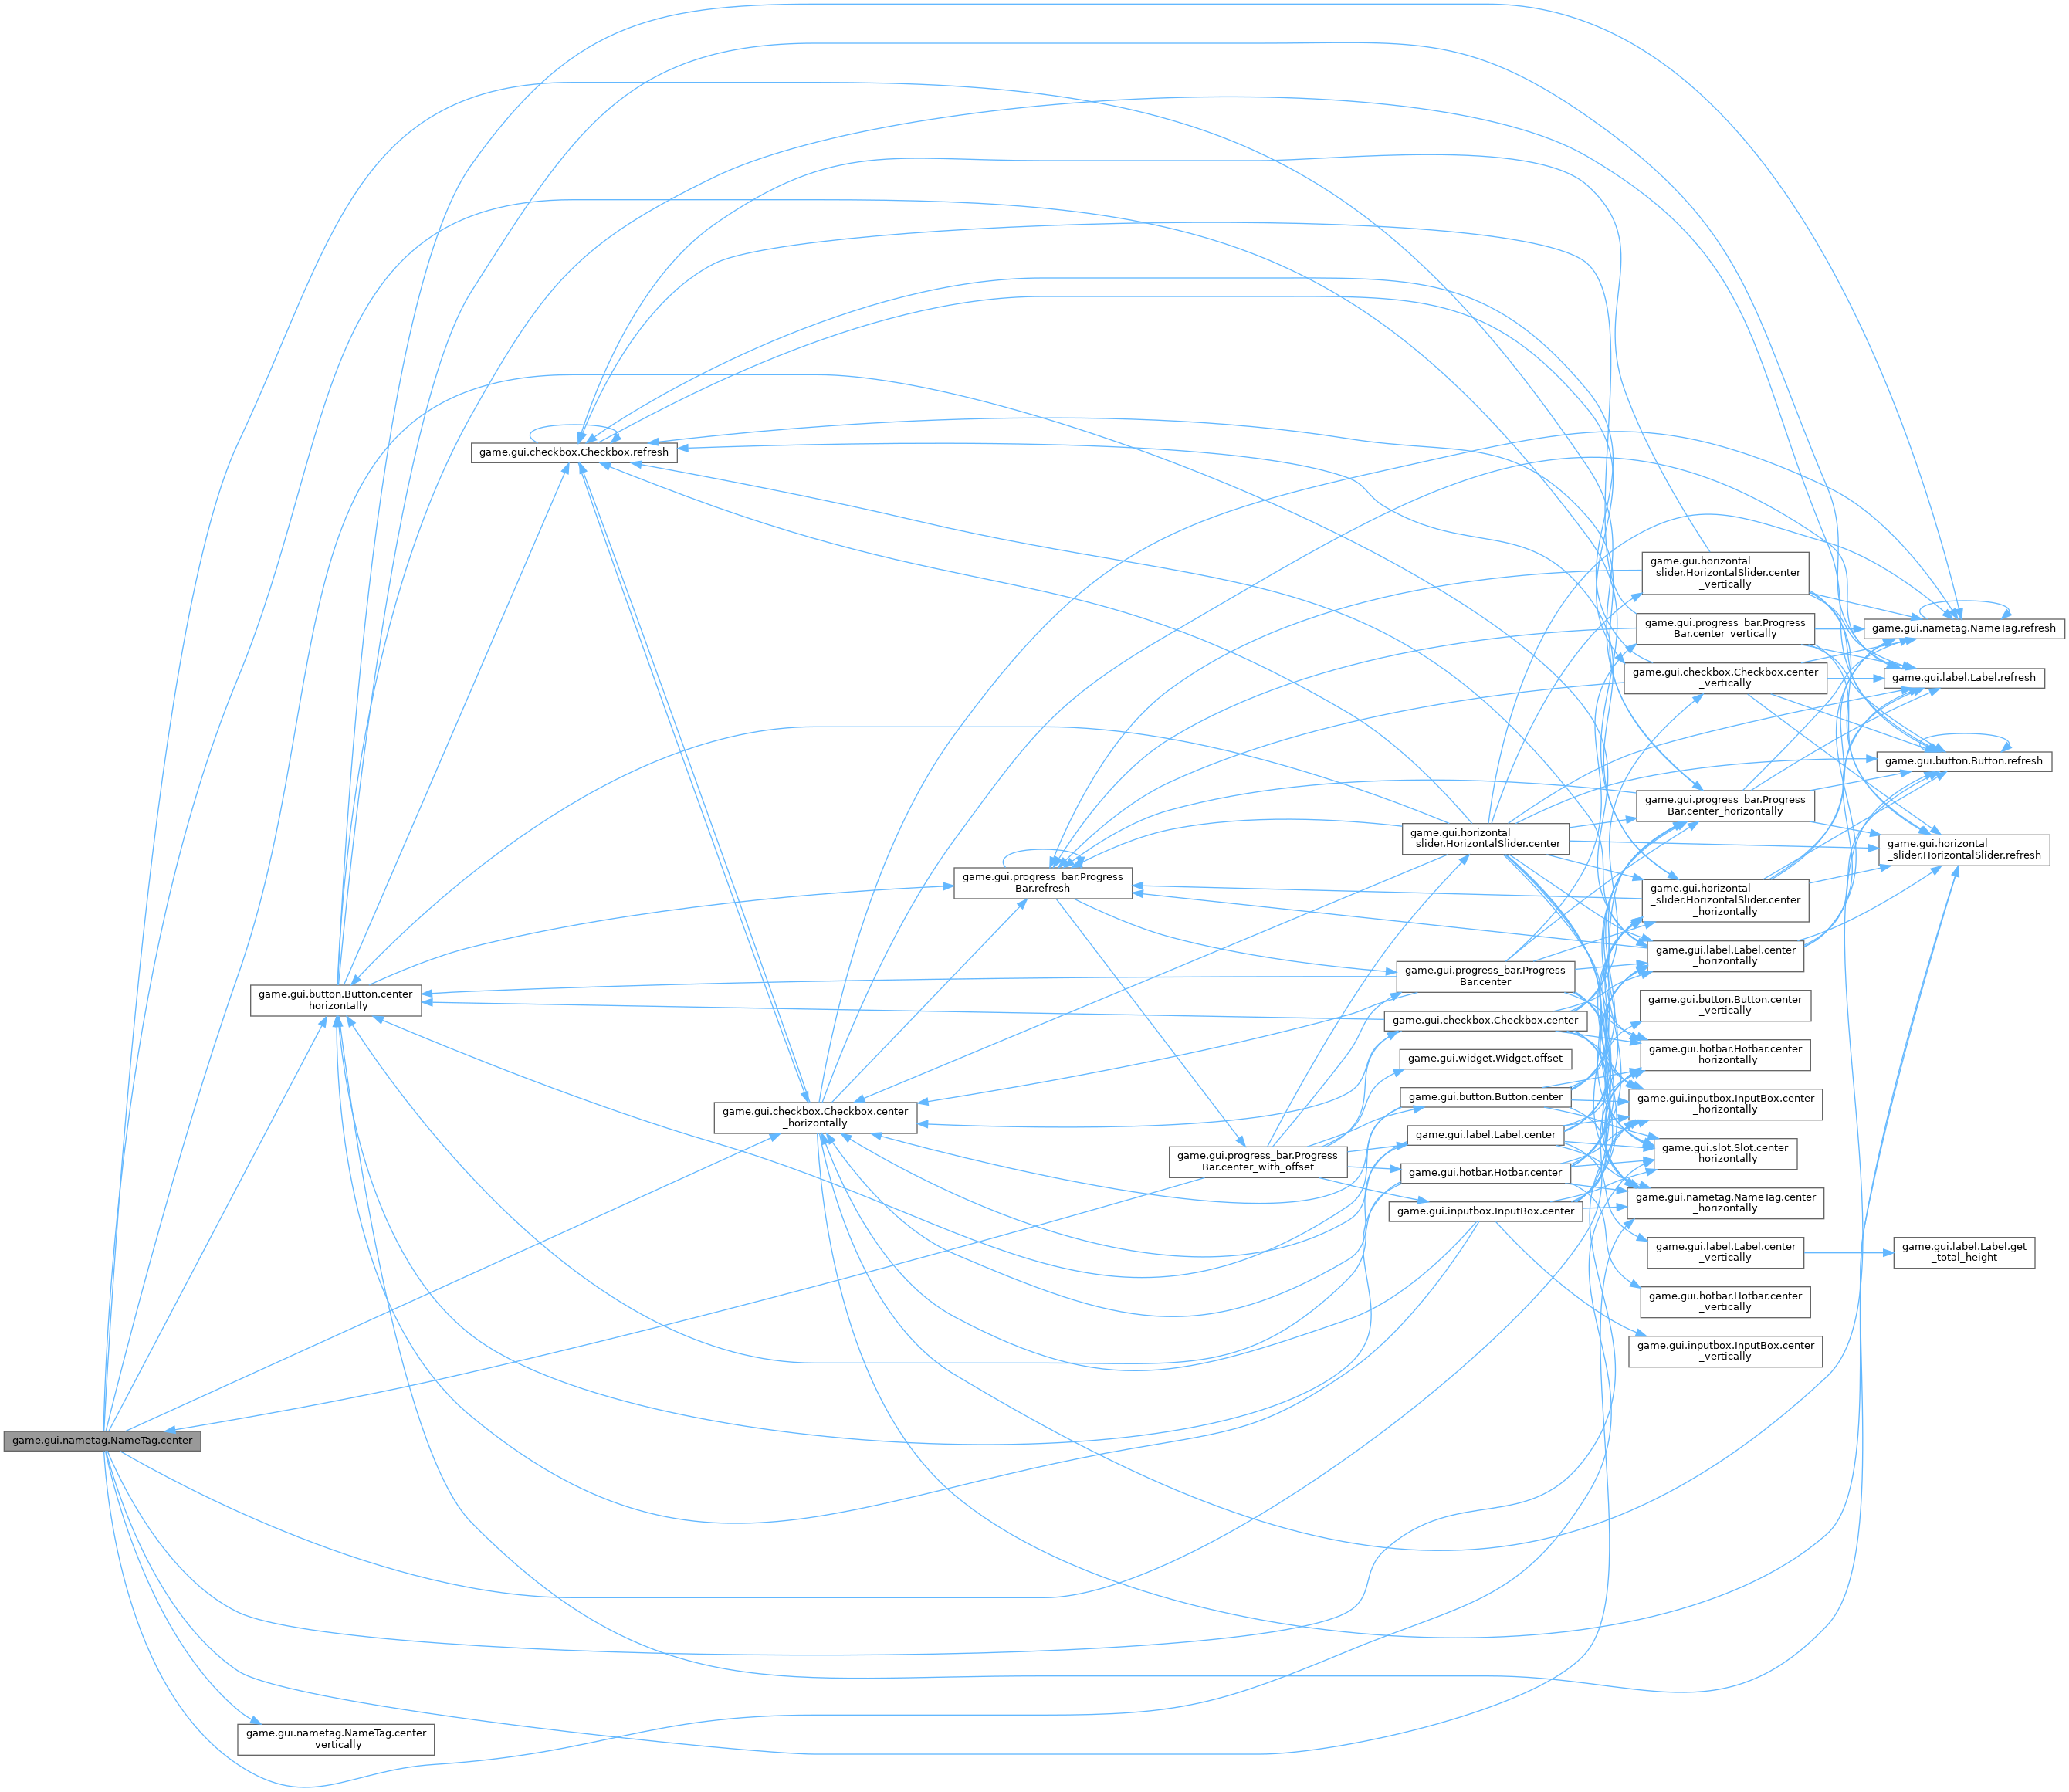 game.gui.nametag.NameTag.center
game.gui.button.Button.center
_horizontally
game.gui.nametag.NameTag.center
_vertically
game.gui.checkbox.Checkbox.refresh
game.gui.checkbox.Checkbox.center
_horizontally
game.gui.progress_bar.Progress
Bar.refresh
game.gui.progress_bar.Progress
Bar.center_with_offset
game.gui.horizontal
_slider.HorizontalSlider.center
game.gui.progress_bar.Progress
Bar.center
game.gui.checkbox.Checkbox.center
game.gui.widget.Widget.offset
game.gui.button.Button.center
game.gui.label.Label.center
game.gui.hotbar.Hotbar.center
game.gui.inputbox.InputBox.center
game.gui.horizontal
_slider.HorizontalSlider.center
_vertically
game.gui.progress_bar.Progress
Bar.center_vertically
game.gui.checkbox.Checkbox.center
_vertically
game.gui.progress_bar.Progress
Bar.center_horizontally
game.gui.horizontal
_slider.HorizontalSlider.center
_horizontally
game.gui.label.Label.center
_horizontally
game.gui.button.Button.center
_vertically
game.gui.hotbar.Hotbar.center
_horizontally
game.gui.inputbox.InputBox.center
_horizontally
game.gui.slot.Slot.center
_horizontally
game.gui.nametag.NameTag.center
_horizontally
game.gui.label.Label.center
_vertically
game.gui.hotbar.Hotbar.center
_vertically
game.gui.inputbox.InputBox.center
_vertically
game.gui.nametag.NameTag.refresh
game.gui.label.Label.refresh
game.gui.button.Button.refresh
game.gui.horizontal
_slider.HorizontalSlider.refresh
game.gui.label.Label.get
_total_height